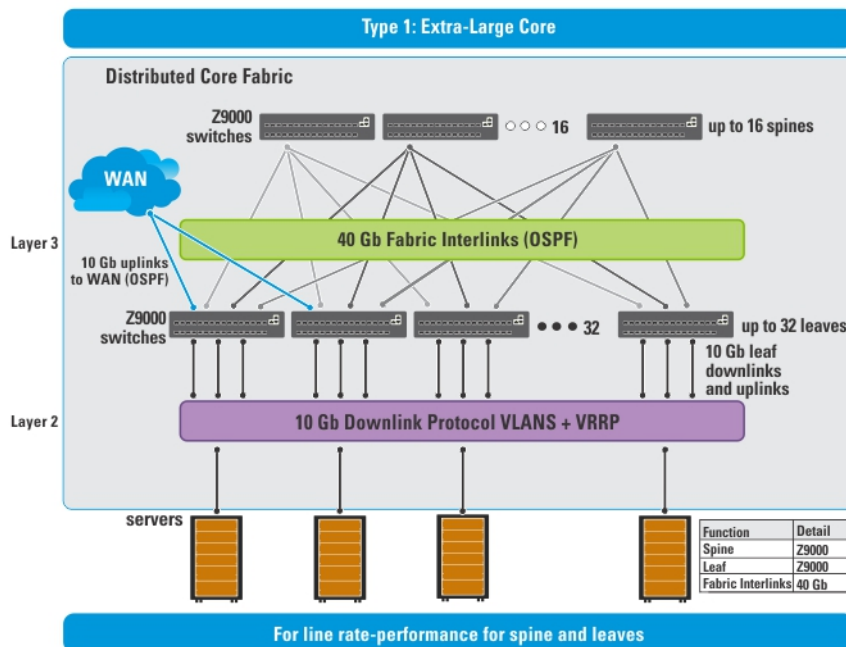 Type 1: Extra-Large Core
Distributed Core Fabric
Z9000
switches
16
up to 16 spines
WAN
Layer 3
40 Gb Fabric Interlinks (OSPF)
10 Gb uplinks
to WAN (OSPF)
Z9000
switches
32
up to 32 leaves
10 Gb leaf
downlinks
and uplinks
Layer 2
10 Gb Downlink Protocol VLANS + VRRP
servers
Function Detail
Spine Z9000
Leaf Z9000
Fabric Interlinks 40 Gb
For line rate-performance for spine and leaves